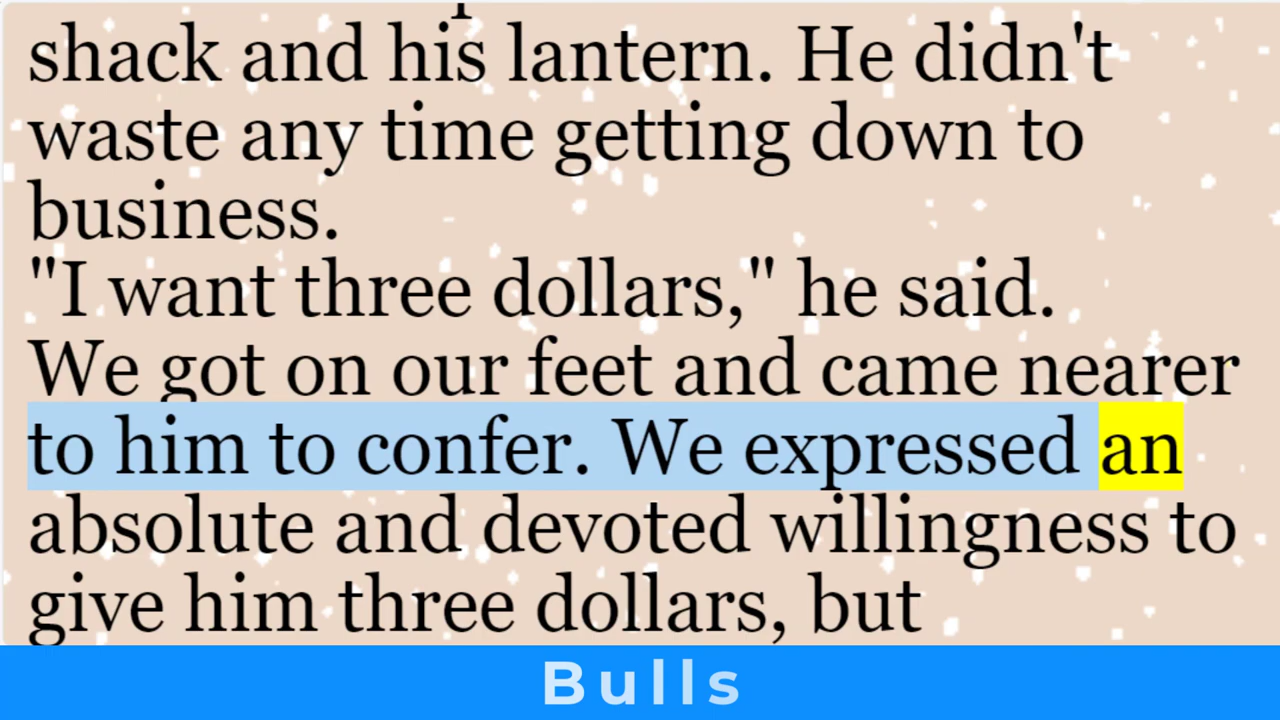 shack and his lantern. He didn't
waste any time getting down to
business.
"I want three dollars," he said.
We got on our feet and came nearer
to him to confer. We expressed an
absolute and devoted willingness to
give him three dollars, but
Bulls